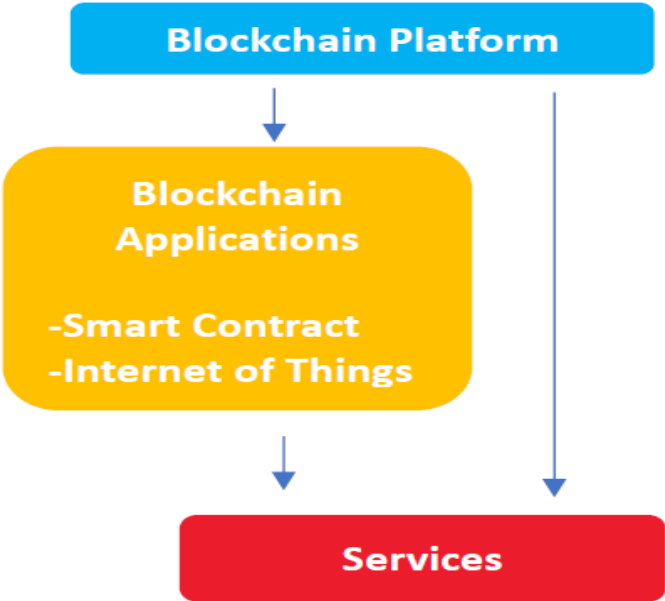 Blockchain Platform
Blockchain
Applications
-Smart Contract
-Internet of Things
Services